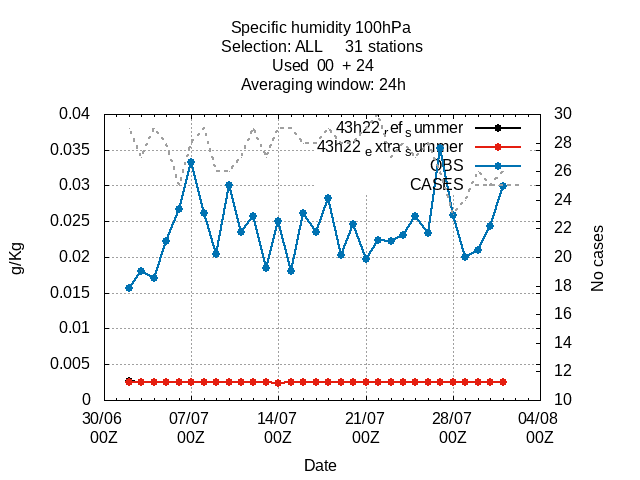 Specific humidity 100hPa
Selection: ALL     31 stations
Used  00  + 24
Averaging window: 24h
0.04
0.035
0.03
0.025
0.02
0.015
0.01
0.005
0
g/Kg
43h22refsummer
43h22extrasummer
OBS
CASES
30
28
26
24
22
20
18
16
14
12
10
No cases
30/06 07/07 14/07 21/07 28/07 04/08
00Z 00Z 00Z 00Z 00Z 00Z
Date